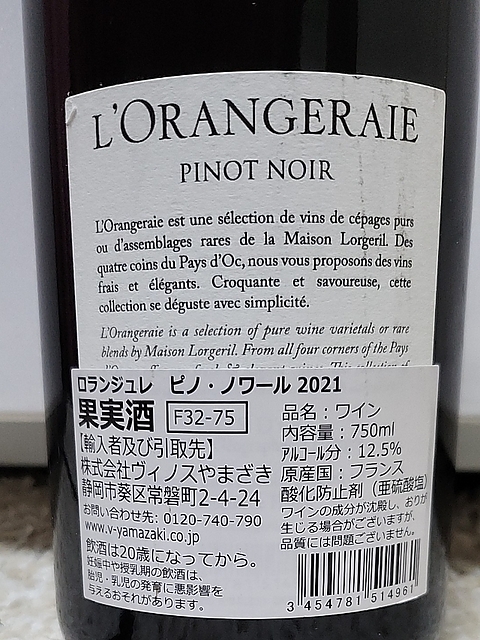 L'ORANGERAIE
PINOT NOIR
L'Orangeraie est une sélection de vins de cépages purs
ou d'assemblages rares de la Maison Lorgeril. Des
quatre coins du Pays d'Oc, nous vous proposons des vins
frais et élégants. Croquante et savoureuse, cette
collection se déguste avec simplicité.
L'Orangeraie is a selection of pure wine varietals or rare
blends by Maison Lorgeril. From all four corners of the Pays
ロランジュレ ピノ・ノワール 2021
果実酒 F32-75
【輸入者及び引取先】
株式会社ヴィノスやまざき
静岡市葵区常磐町2-4-24
お問い合わせ先: 0120-740-790
www.v-yamazaki.co.jp
飲酒は20歳になってから。
妊娠中や授乳期の飲酒は、
胎児・乳児の発育に悪影響を
与えるおそれがあります。
品名:ワイン
内容量:750ml
アルコール分:12.5%
原産国:フランス
酸化防止剤(亜硫酸塩)
ワインの成分が沈殿し、おりが
生じる場合がございますが、
品質には問題ございません。
3 454781 514961